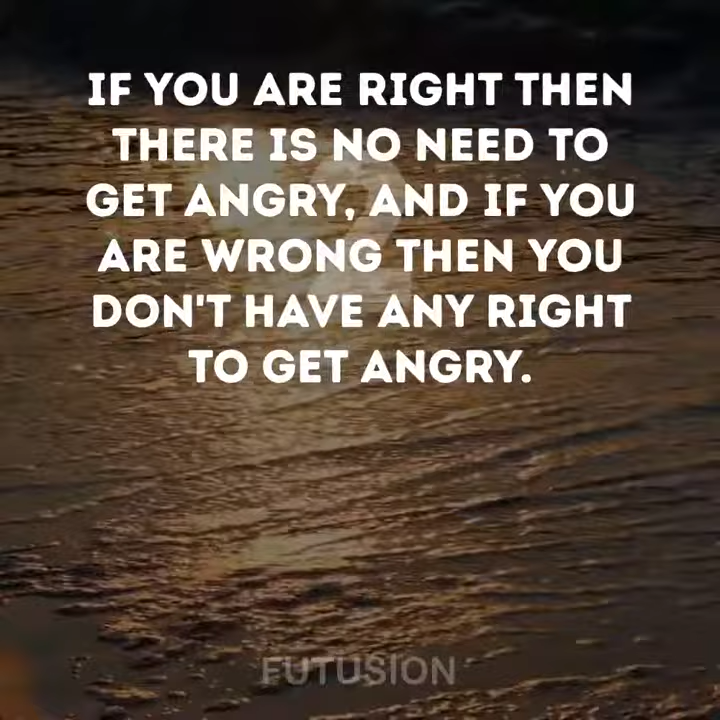 IF YOU ARE RIGHT THEN
THERE IS NO NEED TO
GET ANGRY, AND IF YOU
ARE WRONG THEN YOU
DON'T HAVE ANY RIGHT
TO GET ANGRY.
FUTUSION